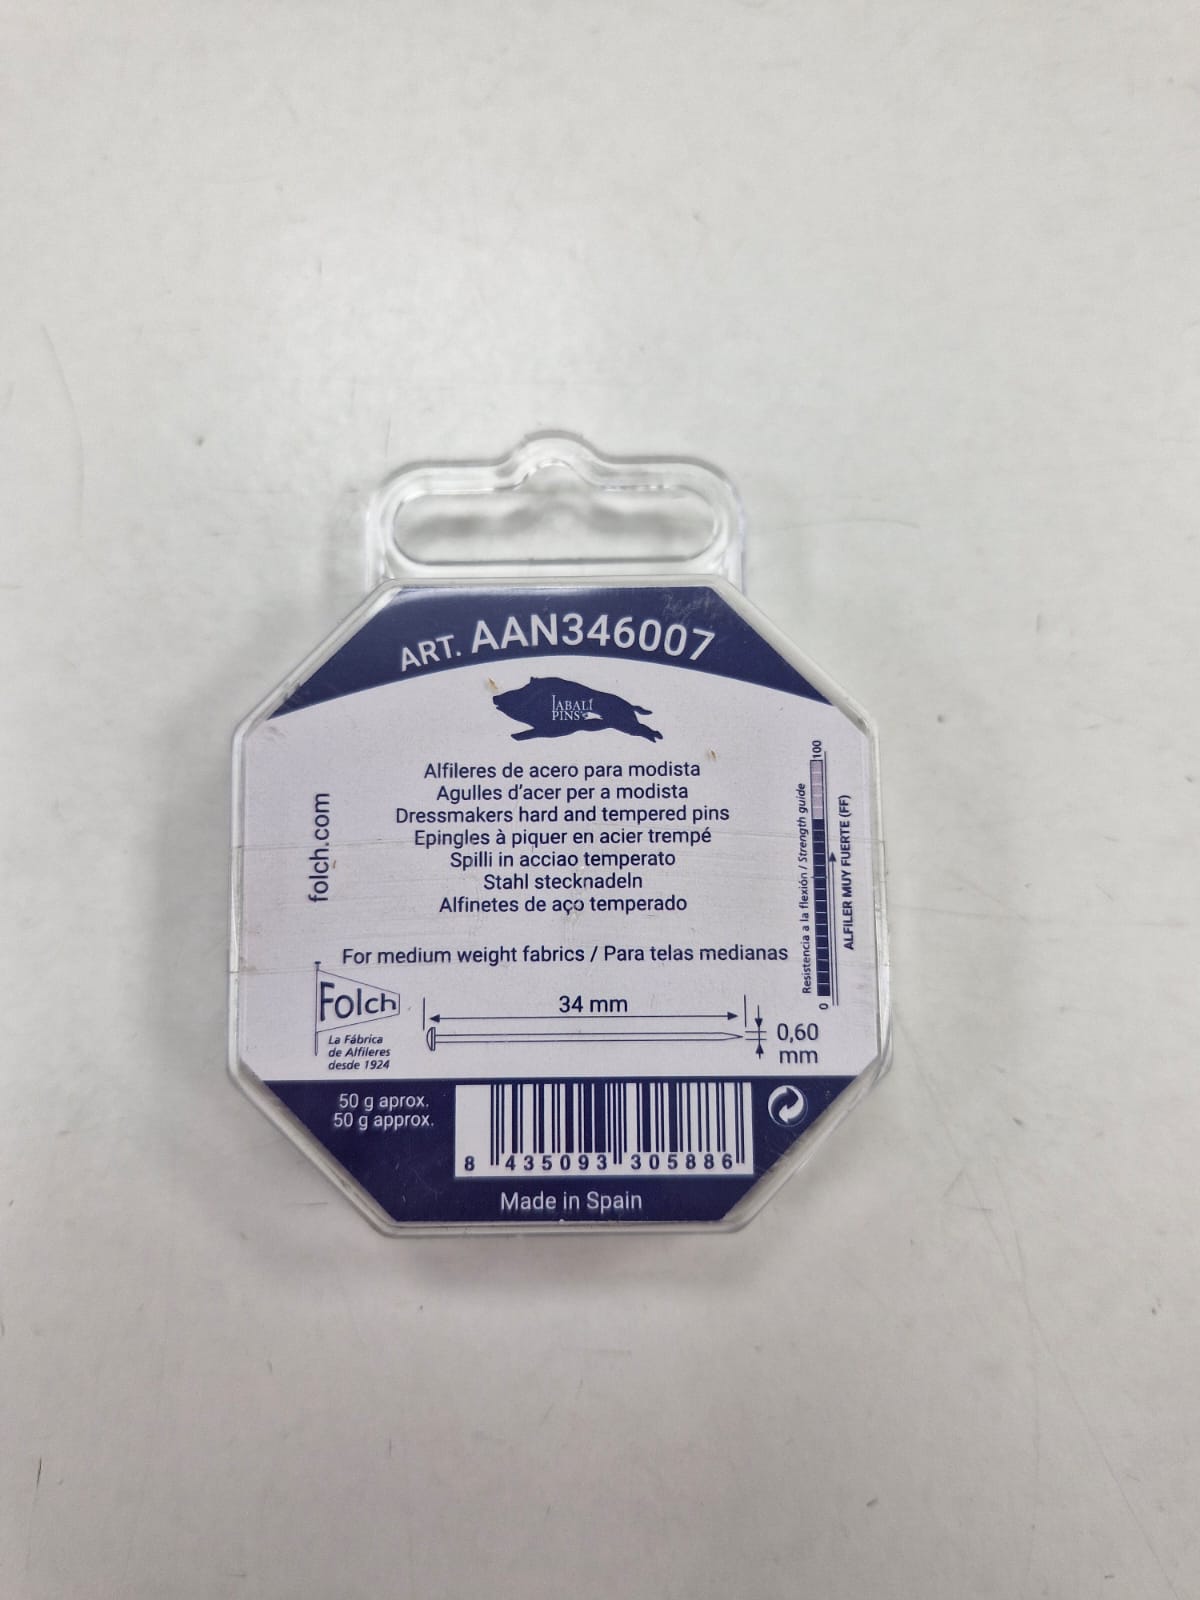 ART. AAN346007
JABALÍ
PINS
Alfileres de acero para modista
Agulles d'acer per a modista
Dressmakers hard and tempered pins
Epingles à piquer en acier trempé
Spilli in acciao temperato
Stahl stecknadeln
Alfinetes de aço temperado
For medium weight fabrics / Para telas medianas
folch.com
Resistencia a la flexión / Strength guide
0
100
ALFILER MUY FUERTE (FF)
Folch
La Fábrica
de Alfileres
desde 1924
34 mm
0,60
mm
50 g aprox.
50 g approx.
8 435093 305886
Made in Spain